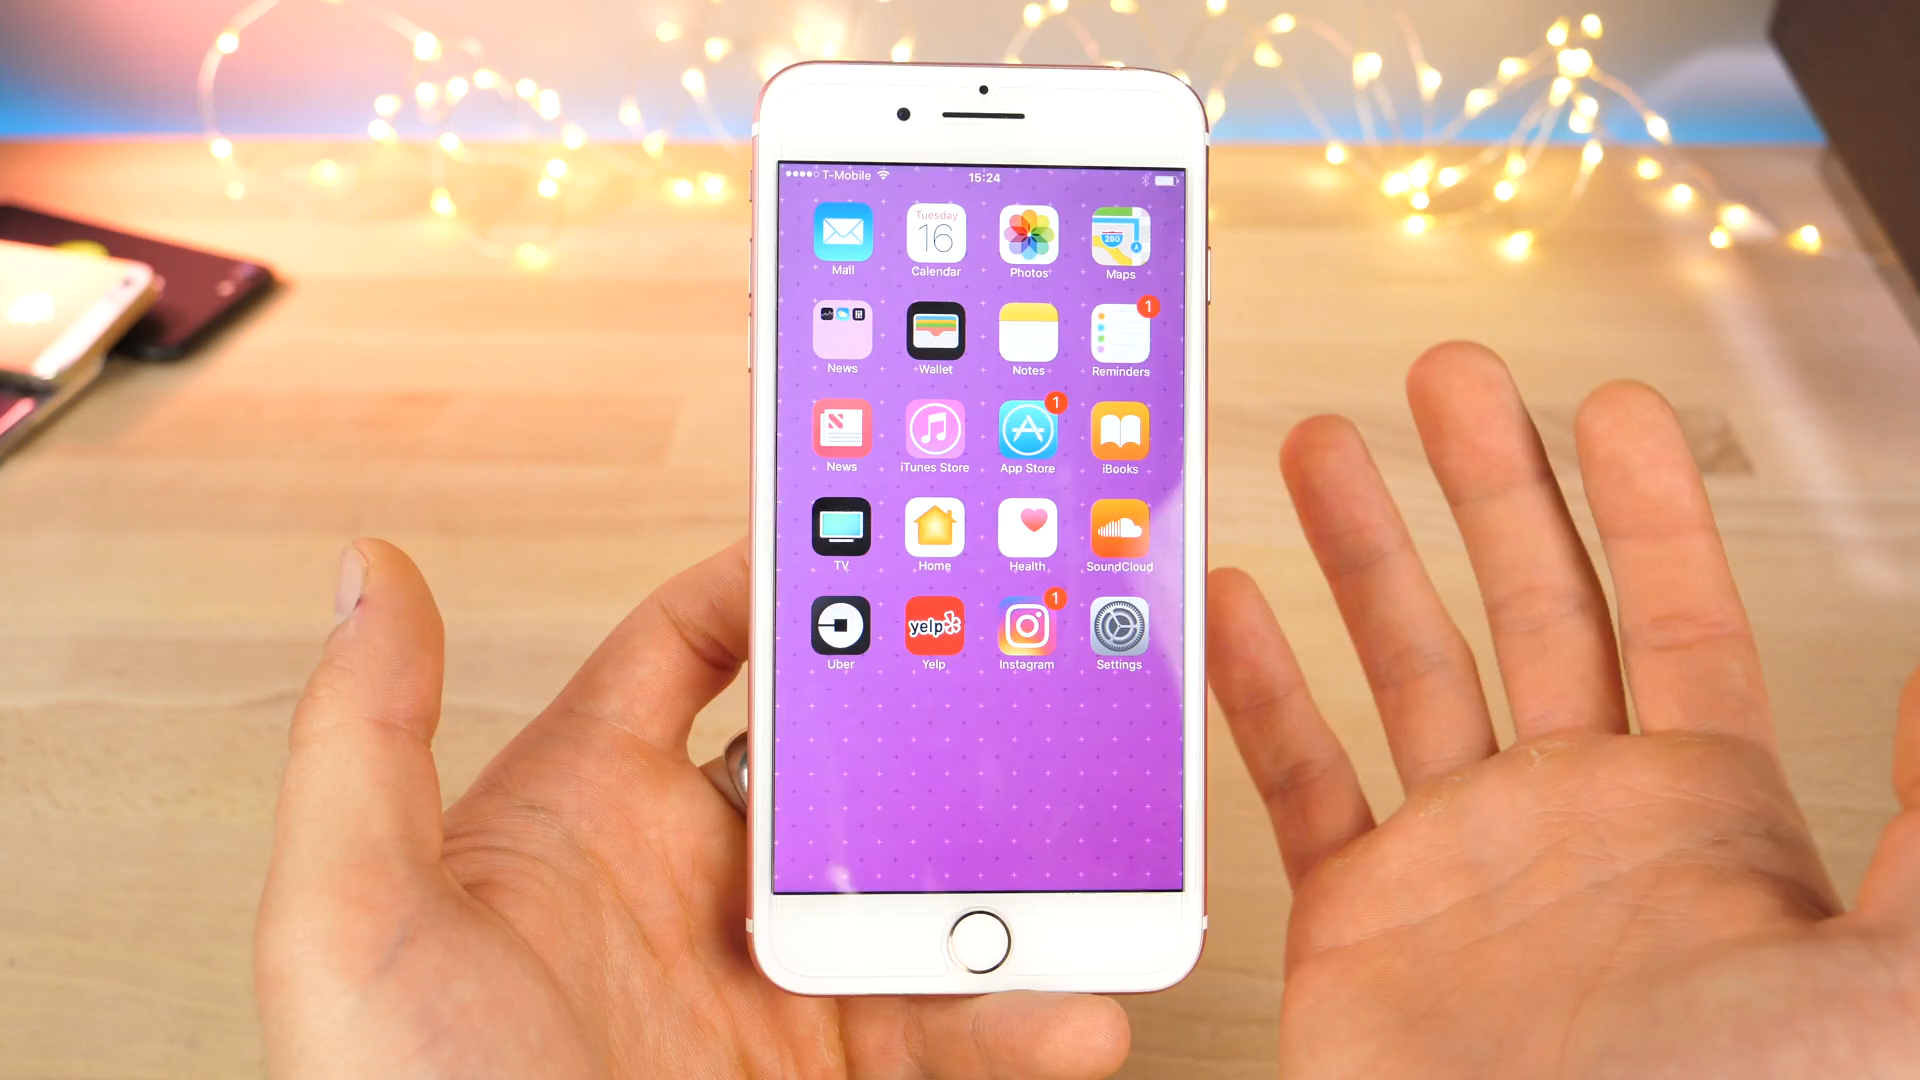 T-Mobile 15:24
Tuesday
16
280
Mail Calendar Photos Maps
1
News Wallet Notes Reminders
1
News iTunes Store App Store iBooks
TV Home Health SoundCloud
yelp
1
Uber Yelp Instagram Settings